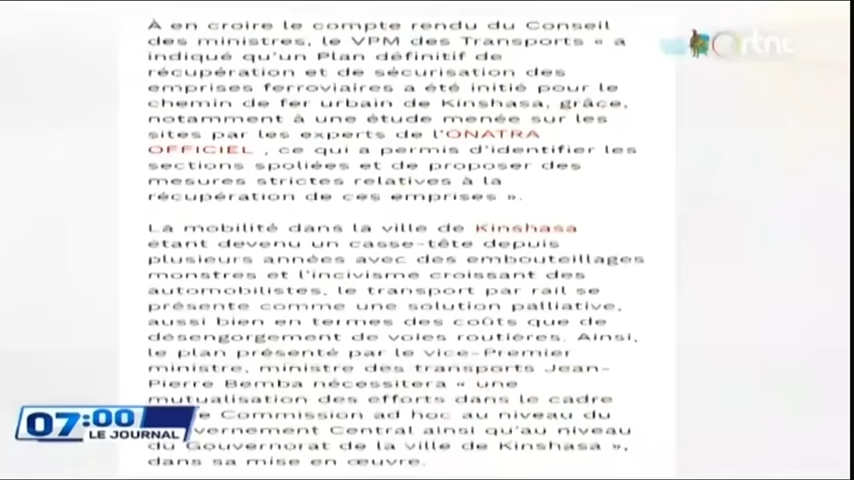 À en croire le compte rendu du Conseil
des ministres, le VPM des Transports « a
indiqué qu'un Plan définitif de
récupération et de sécurisation des
emprises ferroviaires a été initié pour le
chemin de fer urbain de Kinshasa, grâce,
notamment à une étude menée sur les
sites par les experts de l'ONATRA
OFFICIEL , ce qui a permis d'identifier les
sections spoliées et de proposer des
mesures strictes relatives à la
récupération de ces emprises ».
La mobilité dans la ville de Kinshasa
étant devenu un casse-tête depuis
plusieurs années avec des embouteillages
monstres et l'incivisme croissant des
automobilistes, le transport par rail se
présente comme une solution palliative,
aussi bien en termes des coûts que de
désengorgement de voies routières. Ainsi,
le plan présenté par le vice-Premier
ministre, ministre des transports Jean-
Pierre Bemba nécessitera « une
mutualisation des efforts dans le cadre
e Commission ad hoc au niveau du
vernement Central ainsi qu'au niveau
du Gouvernorat de la ville de Kinshasa »,
dans sa mise en œuvre.
rtnc
07:00
LE JOURNAL